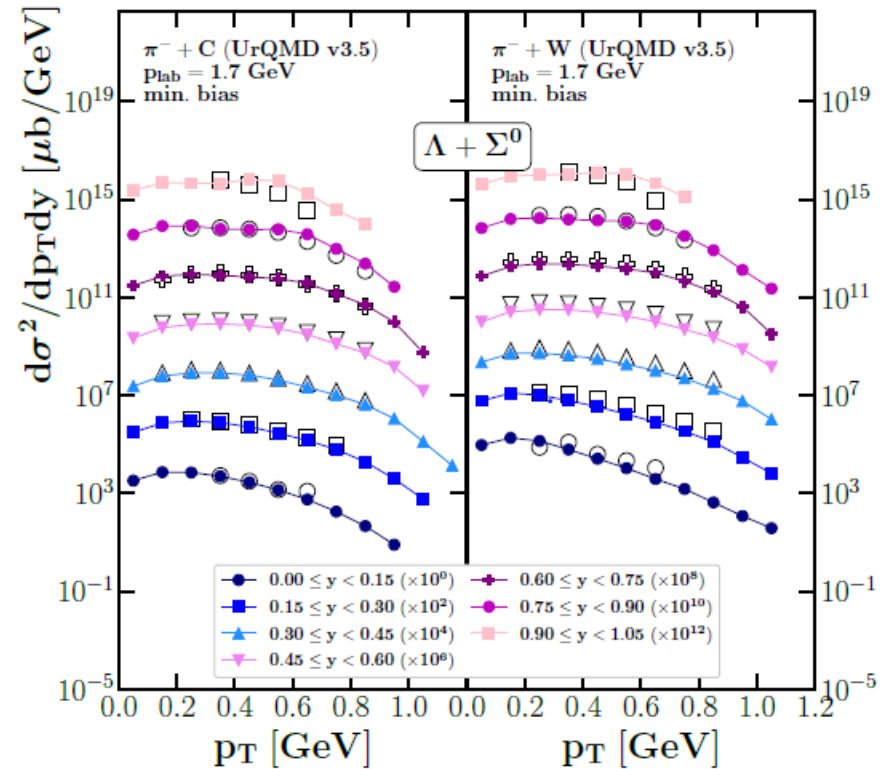 π⁻ + C (UrQMD v3.5)
p_lab = 1.7 GeV
min. bias
π⁻ + W (UrQMD v3.5)
p_lab = 1.7 GeV
min. bias
Λ + Σ⁰
dσ²/dp_Tdy [μb/GeV]
10¹⁹
10¹⁵
10¹¹
10⁷
10³
10⁻¹
10⁻⁵
10¹⁹
10¹⁵
10¹¹
10⁷
10³
10⁻¹
10⁻⁵
0.00 ≤ y < 0.15 (×10⁰)
0.15 ≤ y < 0.30 (×10²)
0.30 ≤ y < 0.45 (×10⁴)
0.45 ≤ y < 0.60 (×10⁶)
0.60 ≤ y < 0.75 (×10⁸)
0.75 ≤ y < 0.90 (×10¹⁰)
0.90 ≤ y < 1.05 (×10¹²)
0.0 0.2 0.4 0.6 0.8 1.0 0.0 0.2 0.4 0.6 0.8 1.0 1.2
p_T [GeV] p_T [GeV]